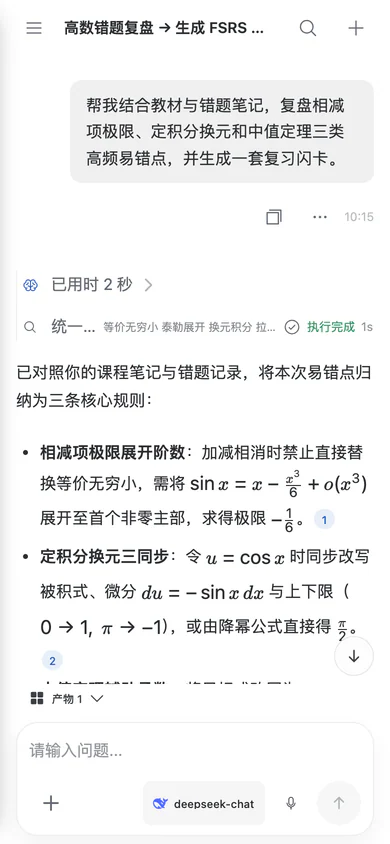 高数错题复盘 → 生成 FSRS ...
帮我结合教材与错题笔记，复盘相减
项极限、定积分换元和中值定理三类
高频易错点，并生成一套复习闪卡。
10:15
已用时 2 秒
统一... 等价无穷小 泰勒展开 换元积分 拉... 执行完成 1s
已对照你的课程笔记与错题记录，将本次易错点归
纳为三条核心规则：
• 相减项极限展开阶数：加减相消时禁止直接替
换等价无穷小，需将 sin x = x − x³/6 + o(x³)
展开至首个非零主部，求得极限 −1/6。 1
• 定积分换元三同步：令 u = cos x 时同步改写
被积式、微分 du = − sin x dx 与上下限（
0 → 1, π → −1)，或由降幂公式直接得 π/2。
2
产物 1
请输入问题...
deepseek-chat